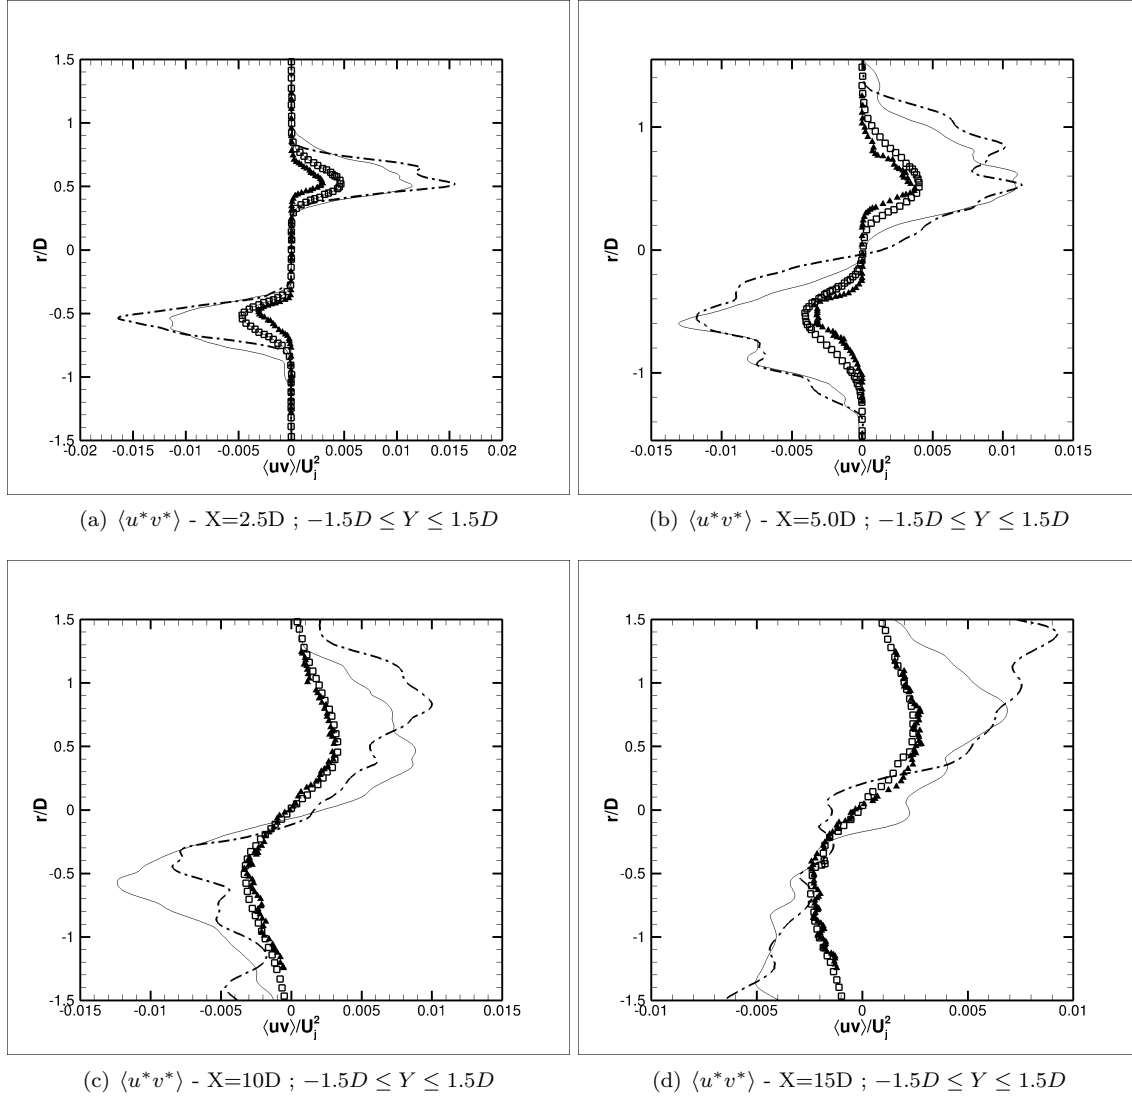 1.5
1
0.5
0
-0.5
-1
-1.5
r/D
-0.02 -0.015 -0.01 -0.005 0 0.005 0.01 0.015 0.02
⟨uv⟩/U_j^2
(a) ⟨u*v*⟩ - X=2.5D ; −1.5D ≤ Y ≤ 1.5D
1
0
-1
r/D
-0.015 -0.01 -0.005 0 0.005 0.01 0.015
⟨uv⟩/U_j^2
(b) ⟨u*v*⟩ - X=5.0D ; −1.5D ≤ Y ≤ 1.5D
1.5
1
0.5
0
-0.5
-1
-1.5
r/D
-0.015 -0.01 -0.005 0 0.005 0.01 0.015
⟨uv⟩/U_j^2
(c) ⟨u*v*⟩ - X=10D ; −1.5D ≤ Y ≤ 1.5D
1.5
1
0.5
0
-0.5
-1
-1.5
r/D
-0.01 -0.005 0 0.005 0.01
⟨uv⟩/U_j^2
(d) ⟨u*v*⟩ - X=15D ; −1.5D ≤ Y ≤ 1.5D